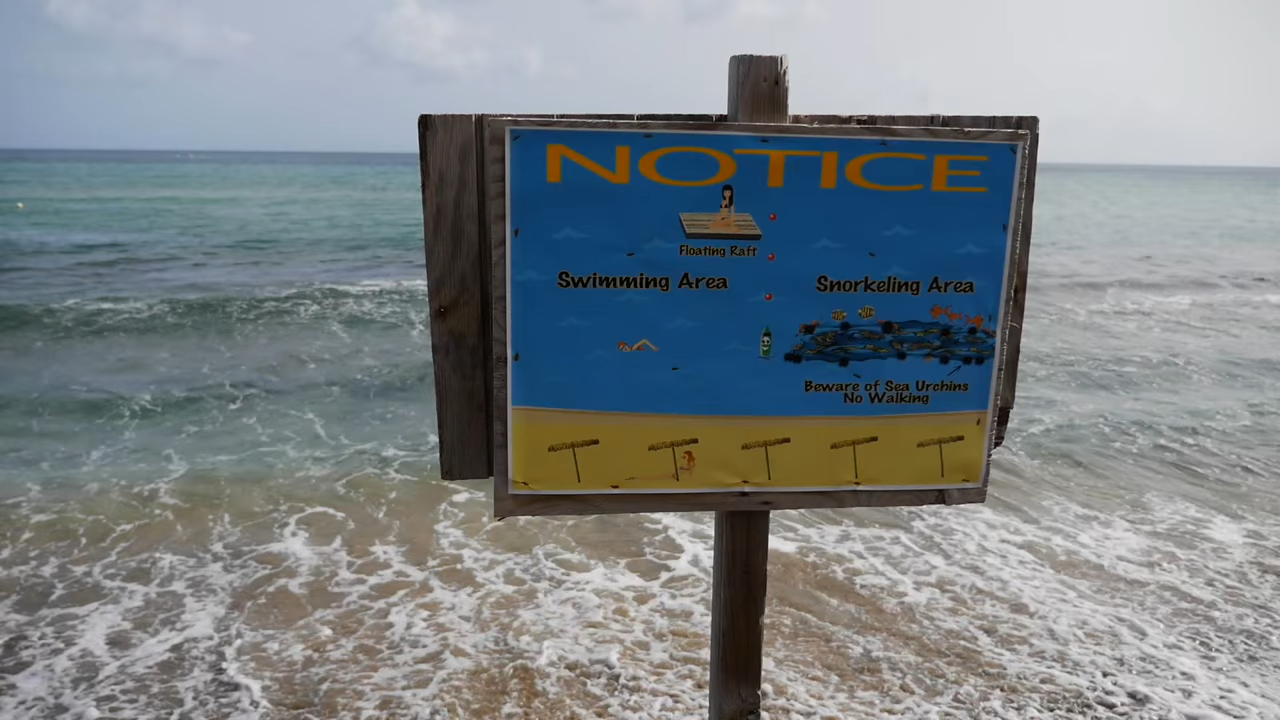 NOTICE
Floating Raft
Swimming Area
Snorkeling Area
Beware of Sea Urchins
No Walking